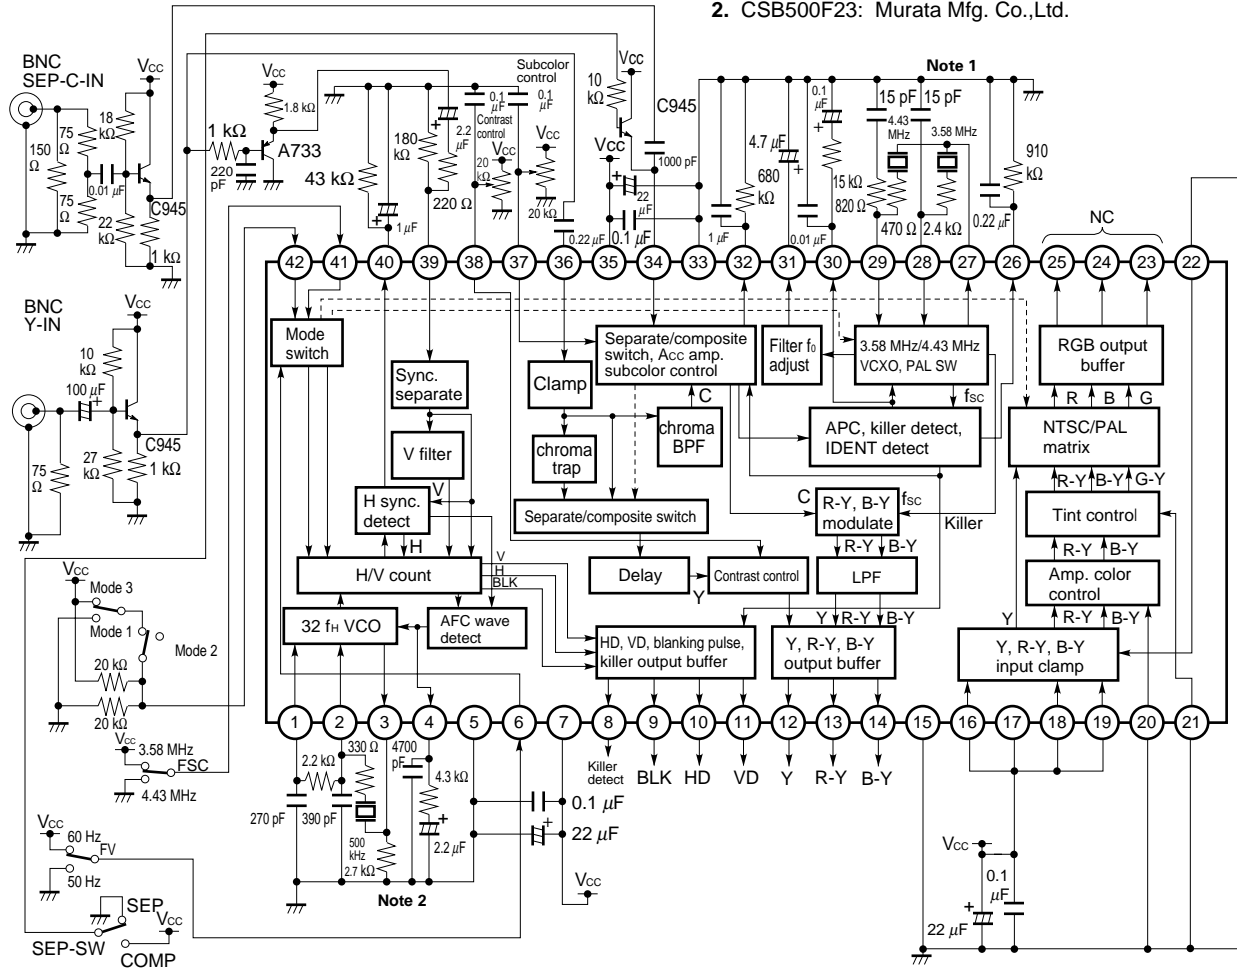 2. CSB500F23: Murata Mfg. Co.,Ltd.
BNC
SEP-C-IN
VCC
18
kΩ
75
Ω
150
Ω
75
Ω
0.01 µF
22
kΩ
C945
1 kΩ
VCC
1.8 kΩ
1 kΩ
A733
220
pF
43 kΩ
1 µF
180
kΩ
2.2
µF
220 Ω
0.1
µF
Contrast
control
VCC
20
kΩ
Subcolor
control
0.1
µF
VCC
20 kΩ
0.22 µF
10
kΩ
VCC
C945
1000 pF
VCC
22
µF
0.1 µF
1 µF
680
kΩ
4.7 µF
0.01 µF
0.1
µF
15 kΩ
Note 1
15 pF
15 pF
4.43
MHz
3.58 MHz
820 Ω
470 Ω
2.4 kΩ
910
kΩ
0.22 µF
NC
42
41
40
39
38
37
36
35
34
33
32
31
30
29
28
27
26
25
24
23
22
BNC
Y-IN
VCC
10
kΩ
100 µF
C945
27
kΩ
1 kΩ
75
Ω
Mode
switch
Sync.
separate
V filter
V
H sync.
detect
H
H/V count
V
H
BLK
32 fH VCO
AFC wave
detect
Clamp
chroma
trap
chroma
BPF
C
Separate/composite
switch, ACC amp.
subcolor control
Separate/composite switch
Delay
Y
Contrast control
Filter f0
adjust
3.58 MHz/4.43 MHz
VCXO, PAL SW
fSC
APC, killer detect,
IDENT detect
C
R-Y, B-Y
modulate
fSC
Killer
R-Y
B-Y
LPF
Y
R-Y
B-Y
HD, VD, blanking pulse,
killer output buffer
Y, R-Y, B-Y
output buffer
RGB output
buffer
R
B
G
NTSC/PAL
matrix
R-Y
B-Y
G-Y
Tint control
R-Y
B-Y
Amp. color
control
Y
R-Y
B-Y
Y, R-Y, B-Y
input clamp
VCC
Mode 3
Mode 1
Mode 2
20 kΩ
20 kΩ
VCC
3.58 MHz
FSC
4.43 MHz
VCC
60 Hz
FV
50 Hz
SEP
VCC
SEP-SW
COMP
1
2
3
4
5
6
7
8
9
10
11
12
13
14
15
16
17
18
19
20
21
2.2 kΩ
330 Ω
4700
pF
4.3 kΩ
270 pF
390 pF
500
kHz
2.7 kΩ
2.2 µF
Note 2
0.1 µF
22 µF
VCC
Killer
detect
BLK
HD
VD
Y
R-Y
B-Y
VCC
0.1
µF
22 µF